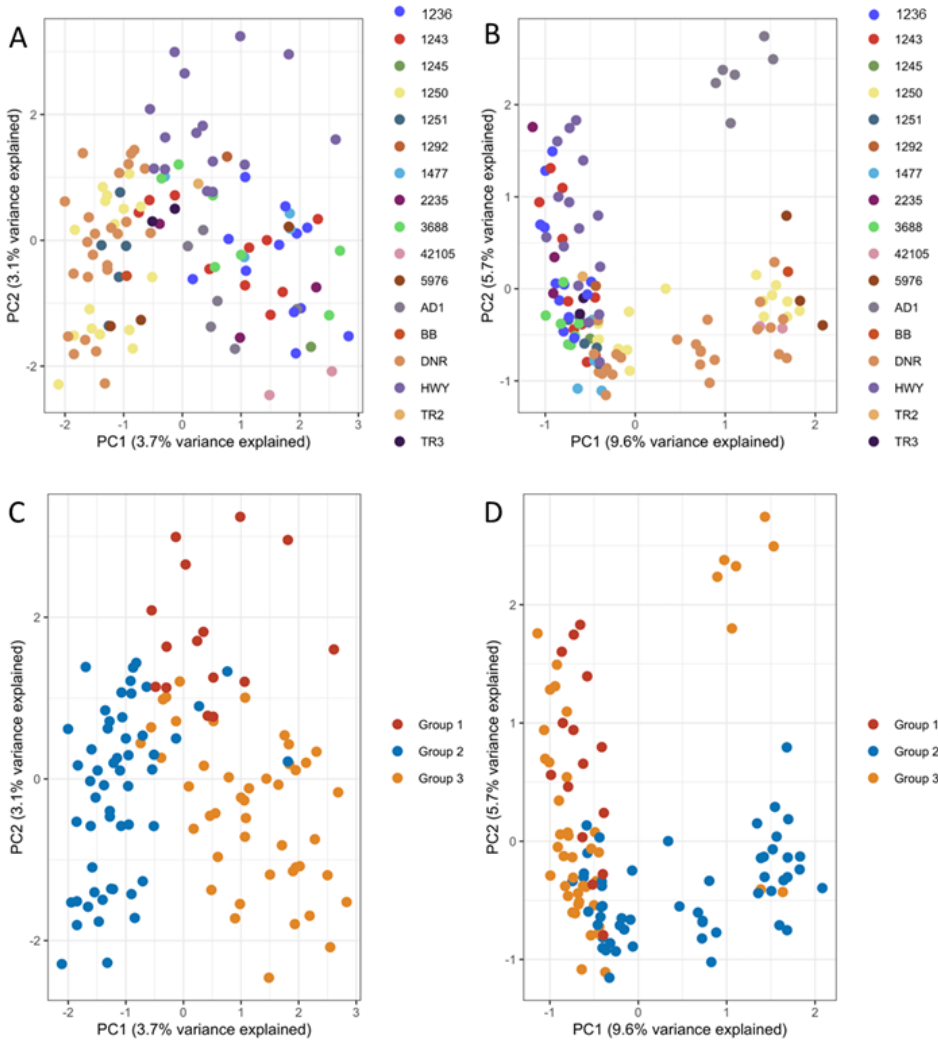 A
2
0
-2
-2
-1
0
1
2
3
PC1 (3.7% variance explained)
PC2 (3.1% variance explained)
1236
1243
1245
1250
1251
1292
1477
2235
3688
42105
5976
AD1
BB
DNR
HWY
TR2
TR3
B
2
1
0
-1
-1
0
1
2
PC1 (9.6% variance explained)
PC2 (5.7% variance explained)
1236
1243
1245
1250
1251
1292
1477
2235
3688
42105
5976
AD1
BB
DNR
HWY
TR2
TR3
C
2
0
-2
-2
-1
0
1
2
3
PC1 (3.7% variance explained)
PC2 (3.1% variance explained)
Group 1
Group 2
Group 3
D
2
1
0
-1
-1
0
1
2
PC1 (9.6% variance explained)
PC2 (5.7% variance explained)
Group 1
Group 2
Group 3